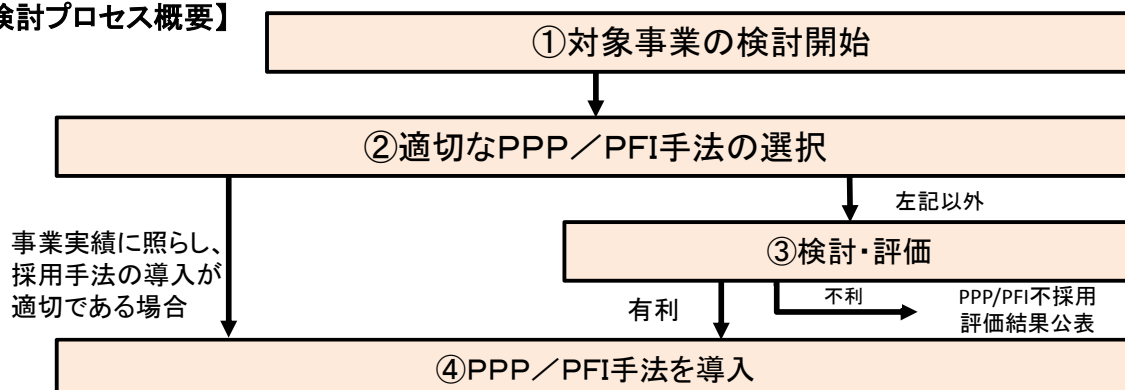 検討プロセス概要】
①対象事業の検討開始
②適切なPPP／PFI手法の選択
左記以外
事業実績に照らし、
採用手法の導入が
適切である場合
③検討・評価
有利
不利
PPP/PFI不採用
評価結果公表
④PPP／PFI手法を導入